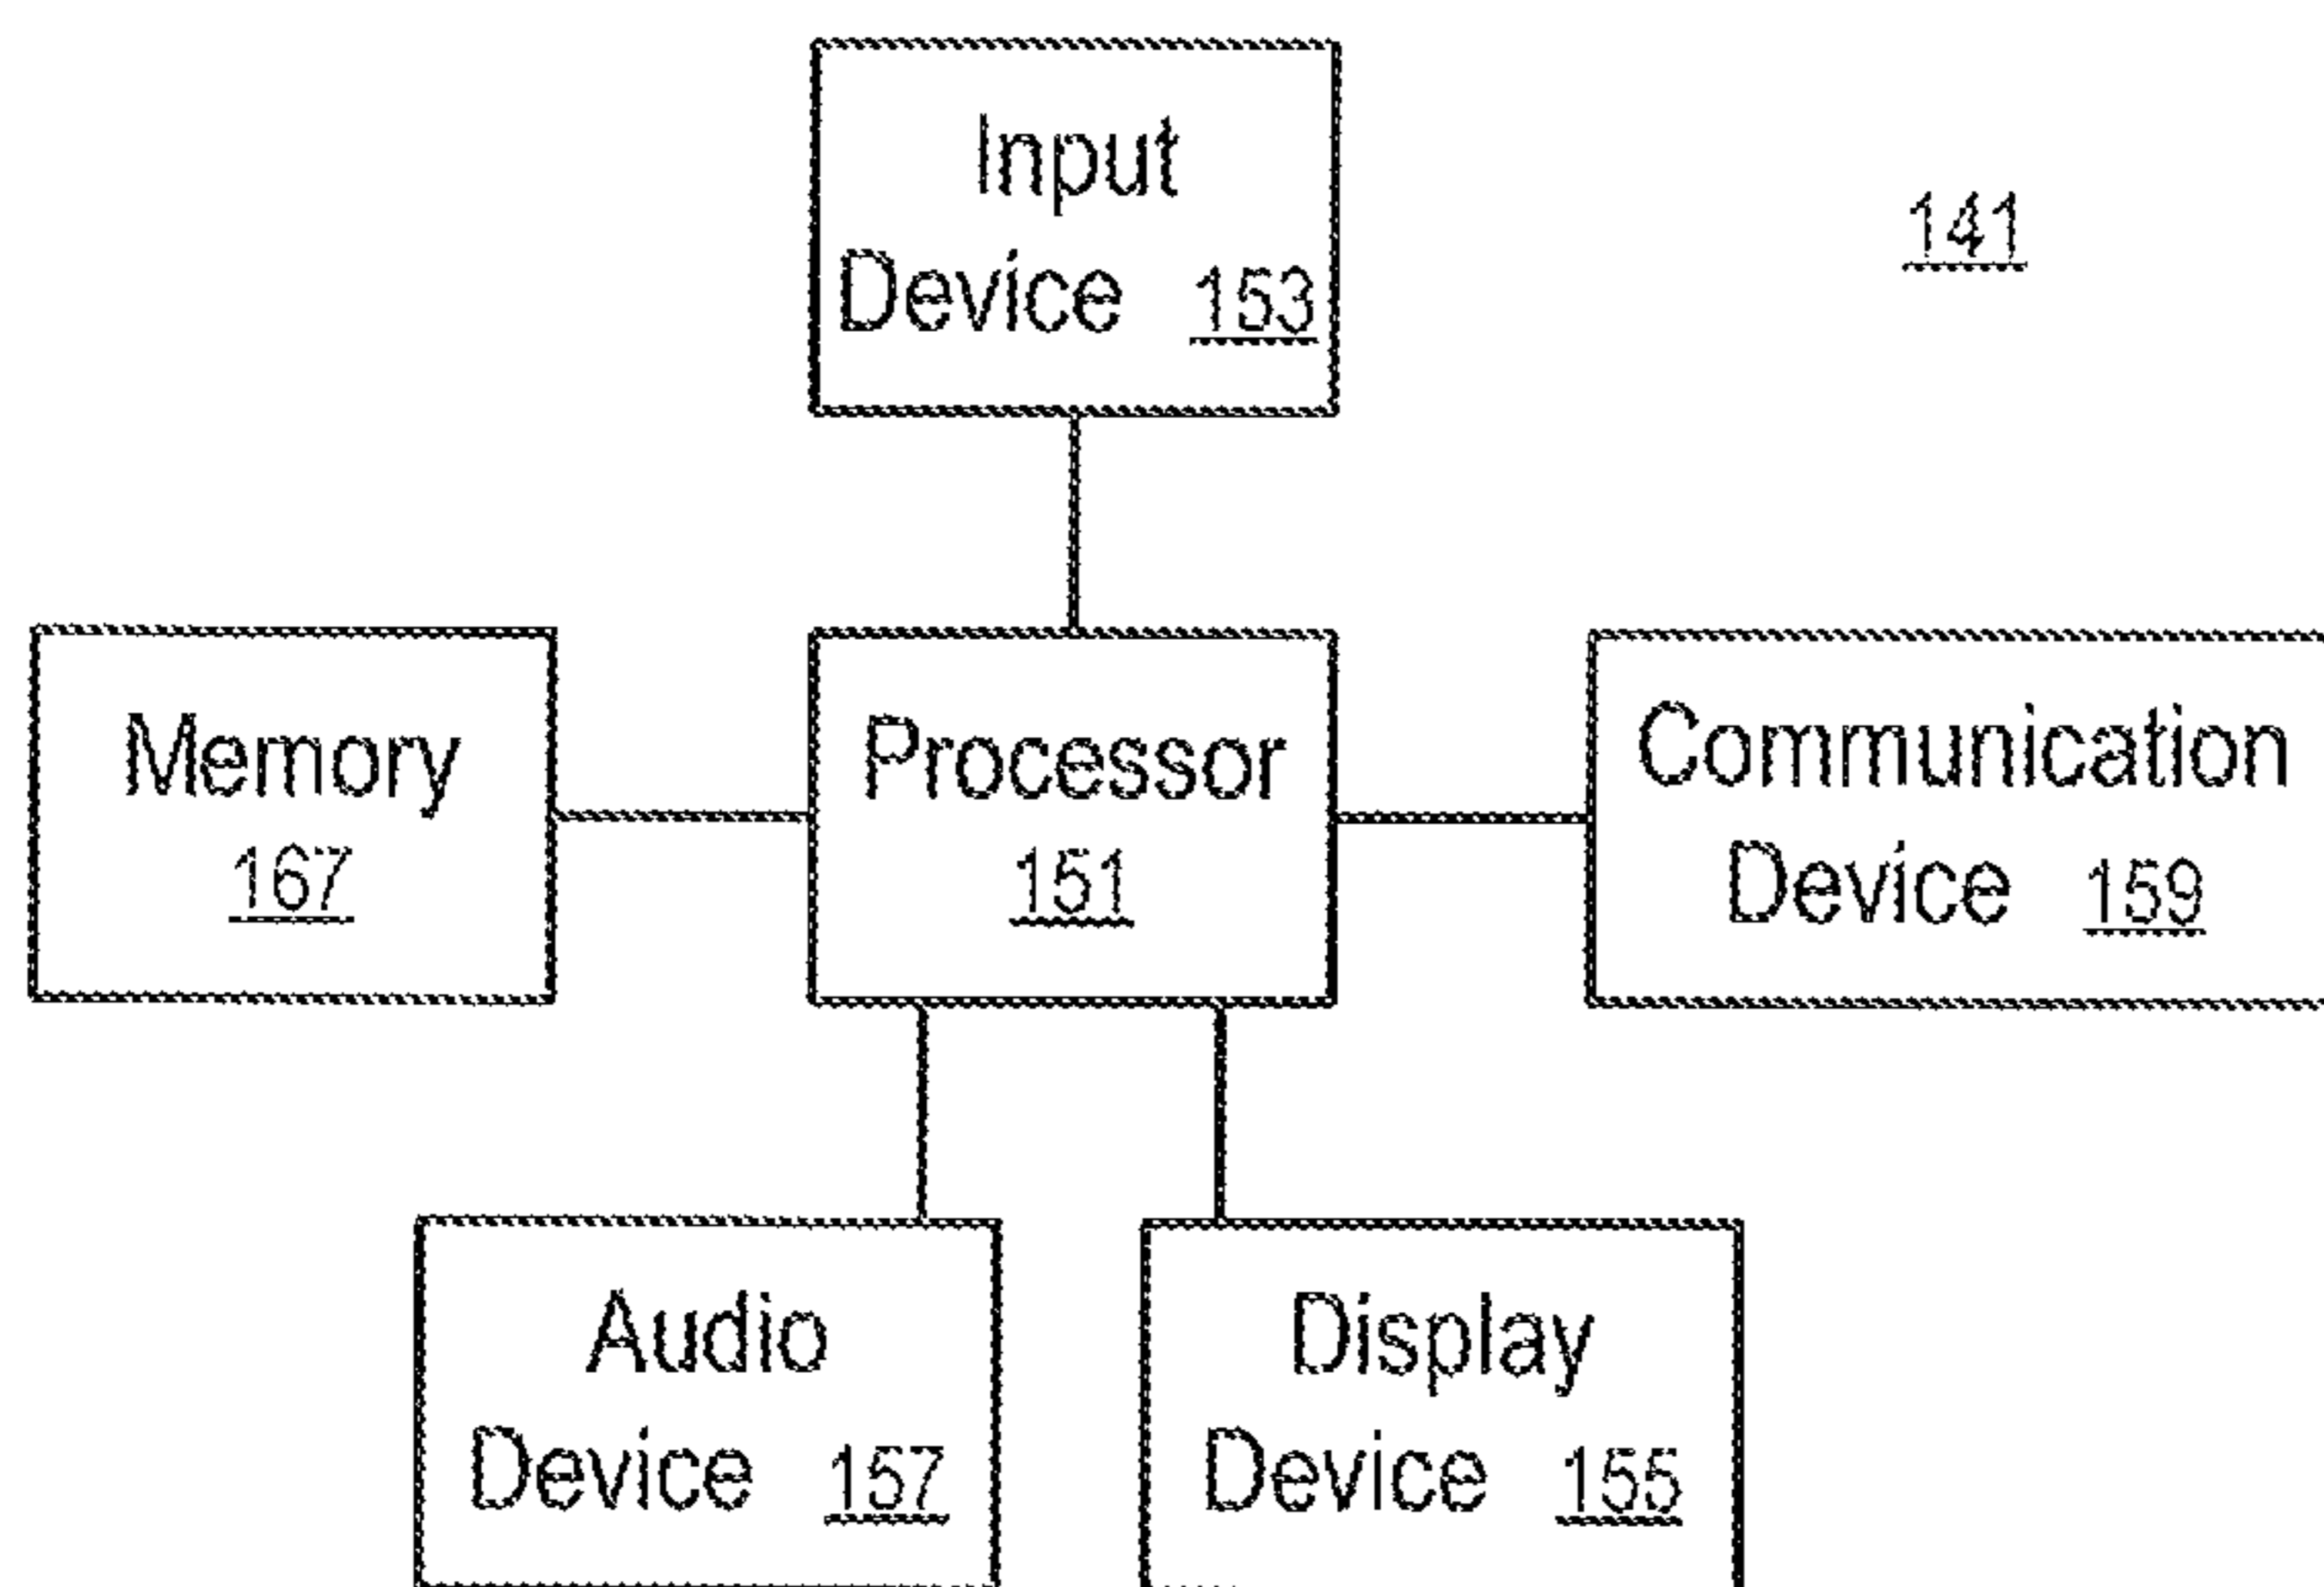 Input
Device 153
141
Memory
167
Processor
151
Communication
Device 159
Audio
Device 157
Display
Device 155